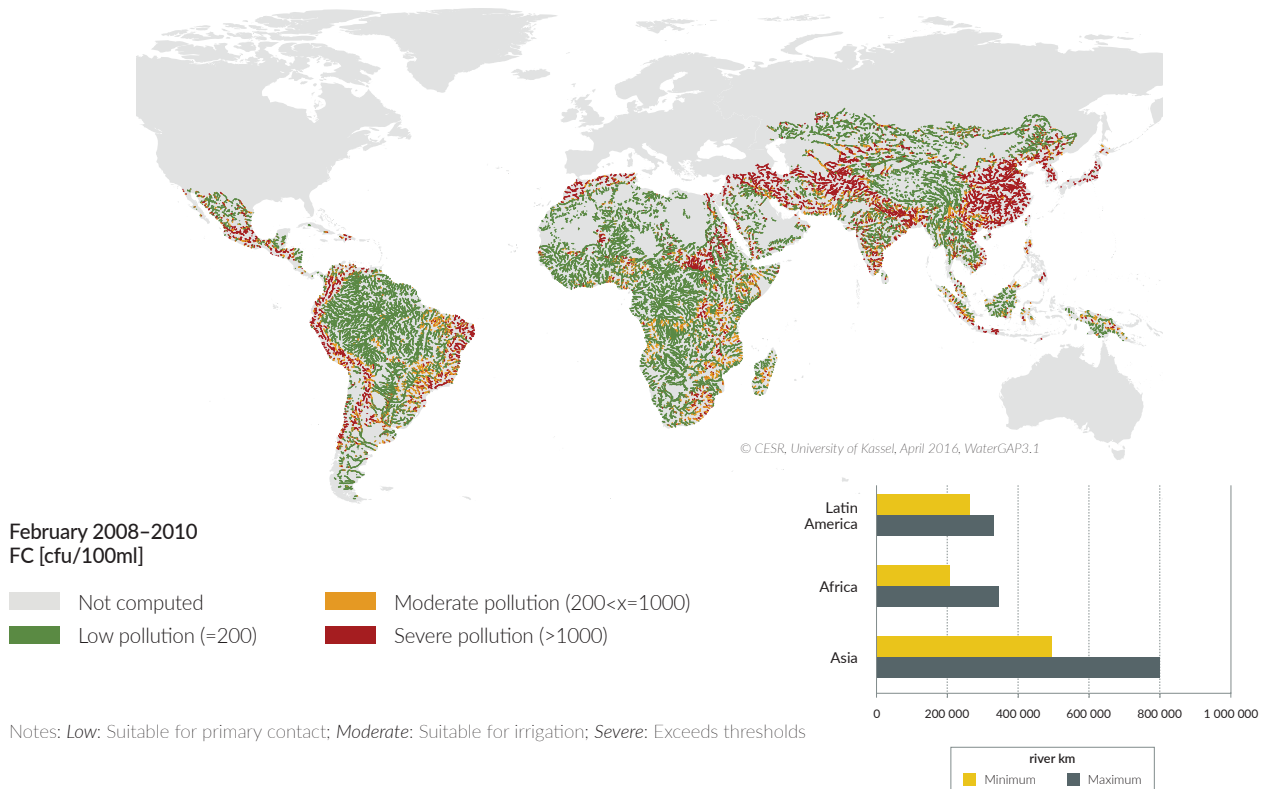 © CESR, University of Kassel, April 2016, WaterGAP3.1
February 2008–2010
FC [cfu/100ml]
Not computed
Low pollution (=200)
Moderate pollution (200<x=1000)
Severe pollution (>1000)
Notes: Low: Suitable for primary contact; Moderate: Suitable for irrigation; Severe: Exceeds thresholds
Latin
America
Africa
Asia
0 200 000 400 000 600 000 800 000 1 000 000
river km
Minimum Maximum